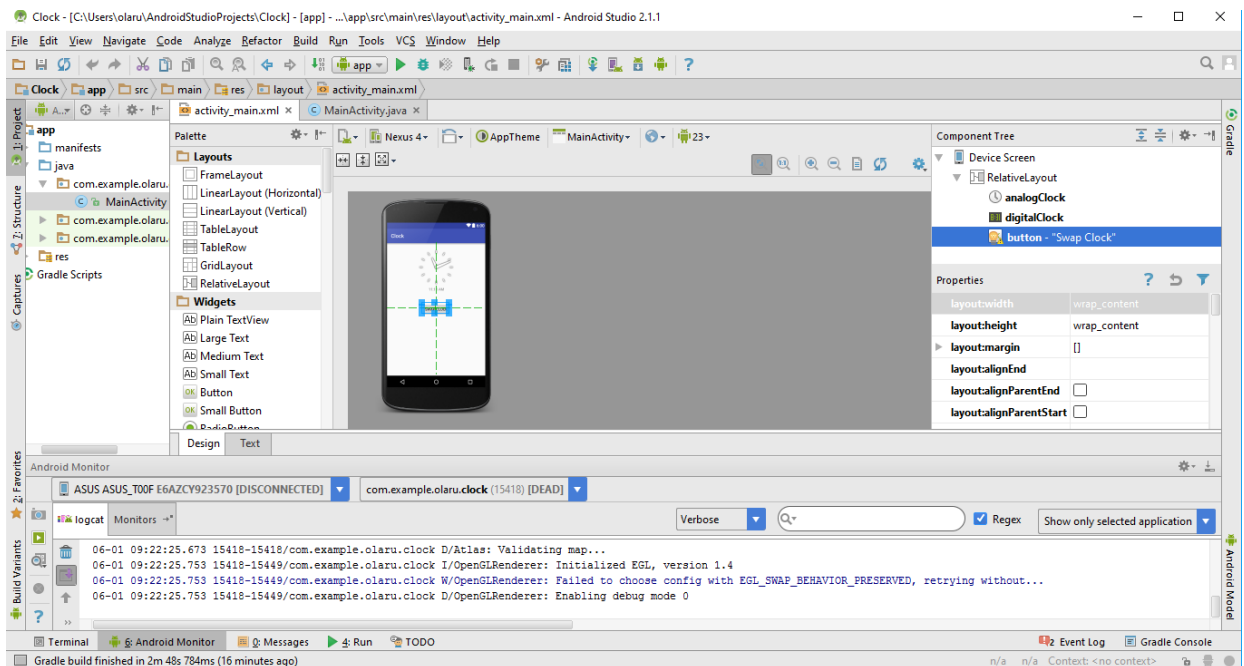 Clock - [C:\Users\olaru\AndroidStudioProjects\Clock] - [app] - ...\app\src\main\res\layout\activity_main.xml - Android Studio 2.1.1
File Edit View Navigate Code Analyze Refactor Build Run Tools VCS Window Help
app
Clock app src main res layout activity_main.xml
1: Project
7: Structure
Captures
2: Favorites
Build Variants
A...
activity_main.xml
MainActivity.java
app
manifests
java
com.example.olaru.
MainActivity
com.example.olaru.
com.example.olaru.
res
Gradle Scripts
Palette
Layouts
FrameLayout
LinearLayout (Horizontal)
LinearLayout (Vertical)
TableLayout
TableRow
GridLayout
RelativeLayout
Widgets
Ab Plain TextView
Ab Large Text
Ab Medium Text
Ab Small Text
OK Button
OK Small Button
RadioButton
Design Text
Nexus 4 AppTheme MainActivity 23
Clock
Component Tree
Device Screen
RelativeLayout
analogClock
digitalClock
button - "Swap Clock"
Properties
layout:width wrap_content
layout:height wrap_content
layout:margin []
layout:alignEnd
layout:alignParentEnd
layout:alignParentStart
Gradle
Android Model
Android Monitor
ASUS ASUS_T00F E6AZCY923570 [DISCONNECTED] com.example.olaru.clock (15418) [DEAD]
logcat Monitors Verbose Regex Show only selected application
06-01 09:22:25.673 15418-15418/com.example.olaru.clock D/Atlas: Validating map...
06-01 09:22:25.753 15418-15449/com.example.olaru.clock I/OpenGLRenderer: Initialized EGL, version 1.4
06-01 09:22:25.753 15418-15449/com.example.olaru.clock W/OpenGLRenderer: Failed to choose config with EGL_SWAP_BEHAVIOR_PRESERVED, retrying without...
06-01 09:22:25.753 15418-15449/com.example.olaru.clock D/OpenGLRenderer: Enabling debug mode 0
Terminal 6: Android Monitor 0: Messages 4: Run TODO 2 Event Log Gradle Console
Gradle build finished in 2m 48s 784ms (16 minutes ago) n/a n/a Context: <no context>